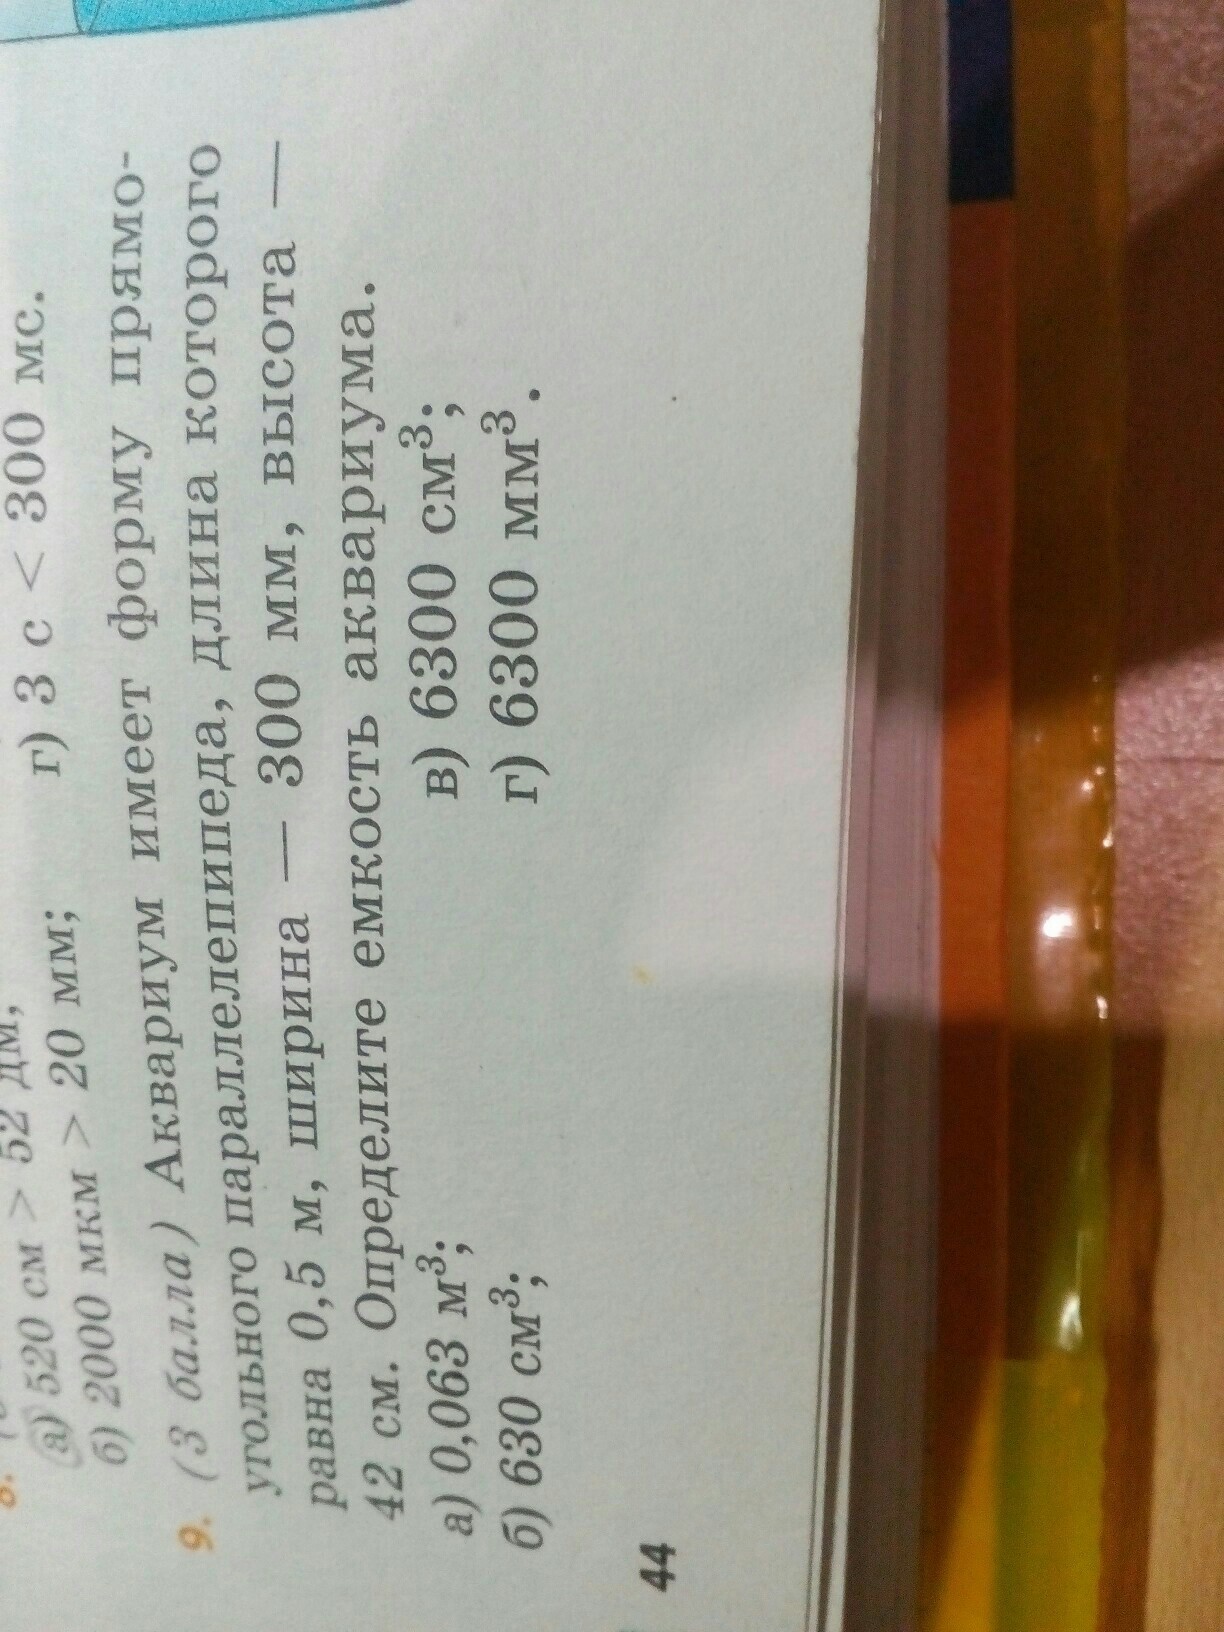 8.
а) 520 см > 52 дм;
г) 3 с < 300 мс.
б) 2000 мкм > 20 мм;
9. (3 балла) Аквариум имеет форму прямо-
угольного параллелепипеда, длина которого
равна 0,5 м, ширина — 300 мм, высота —
42 см. Определите емкость аквариума.
а) 0,063 м³; в) 6300 см³;
б) 630 см³; г) 6300 мм³.
44